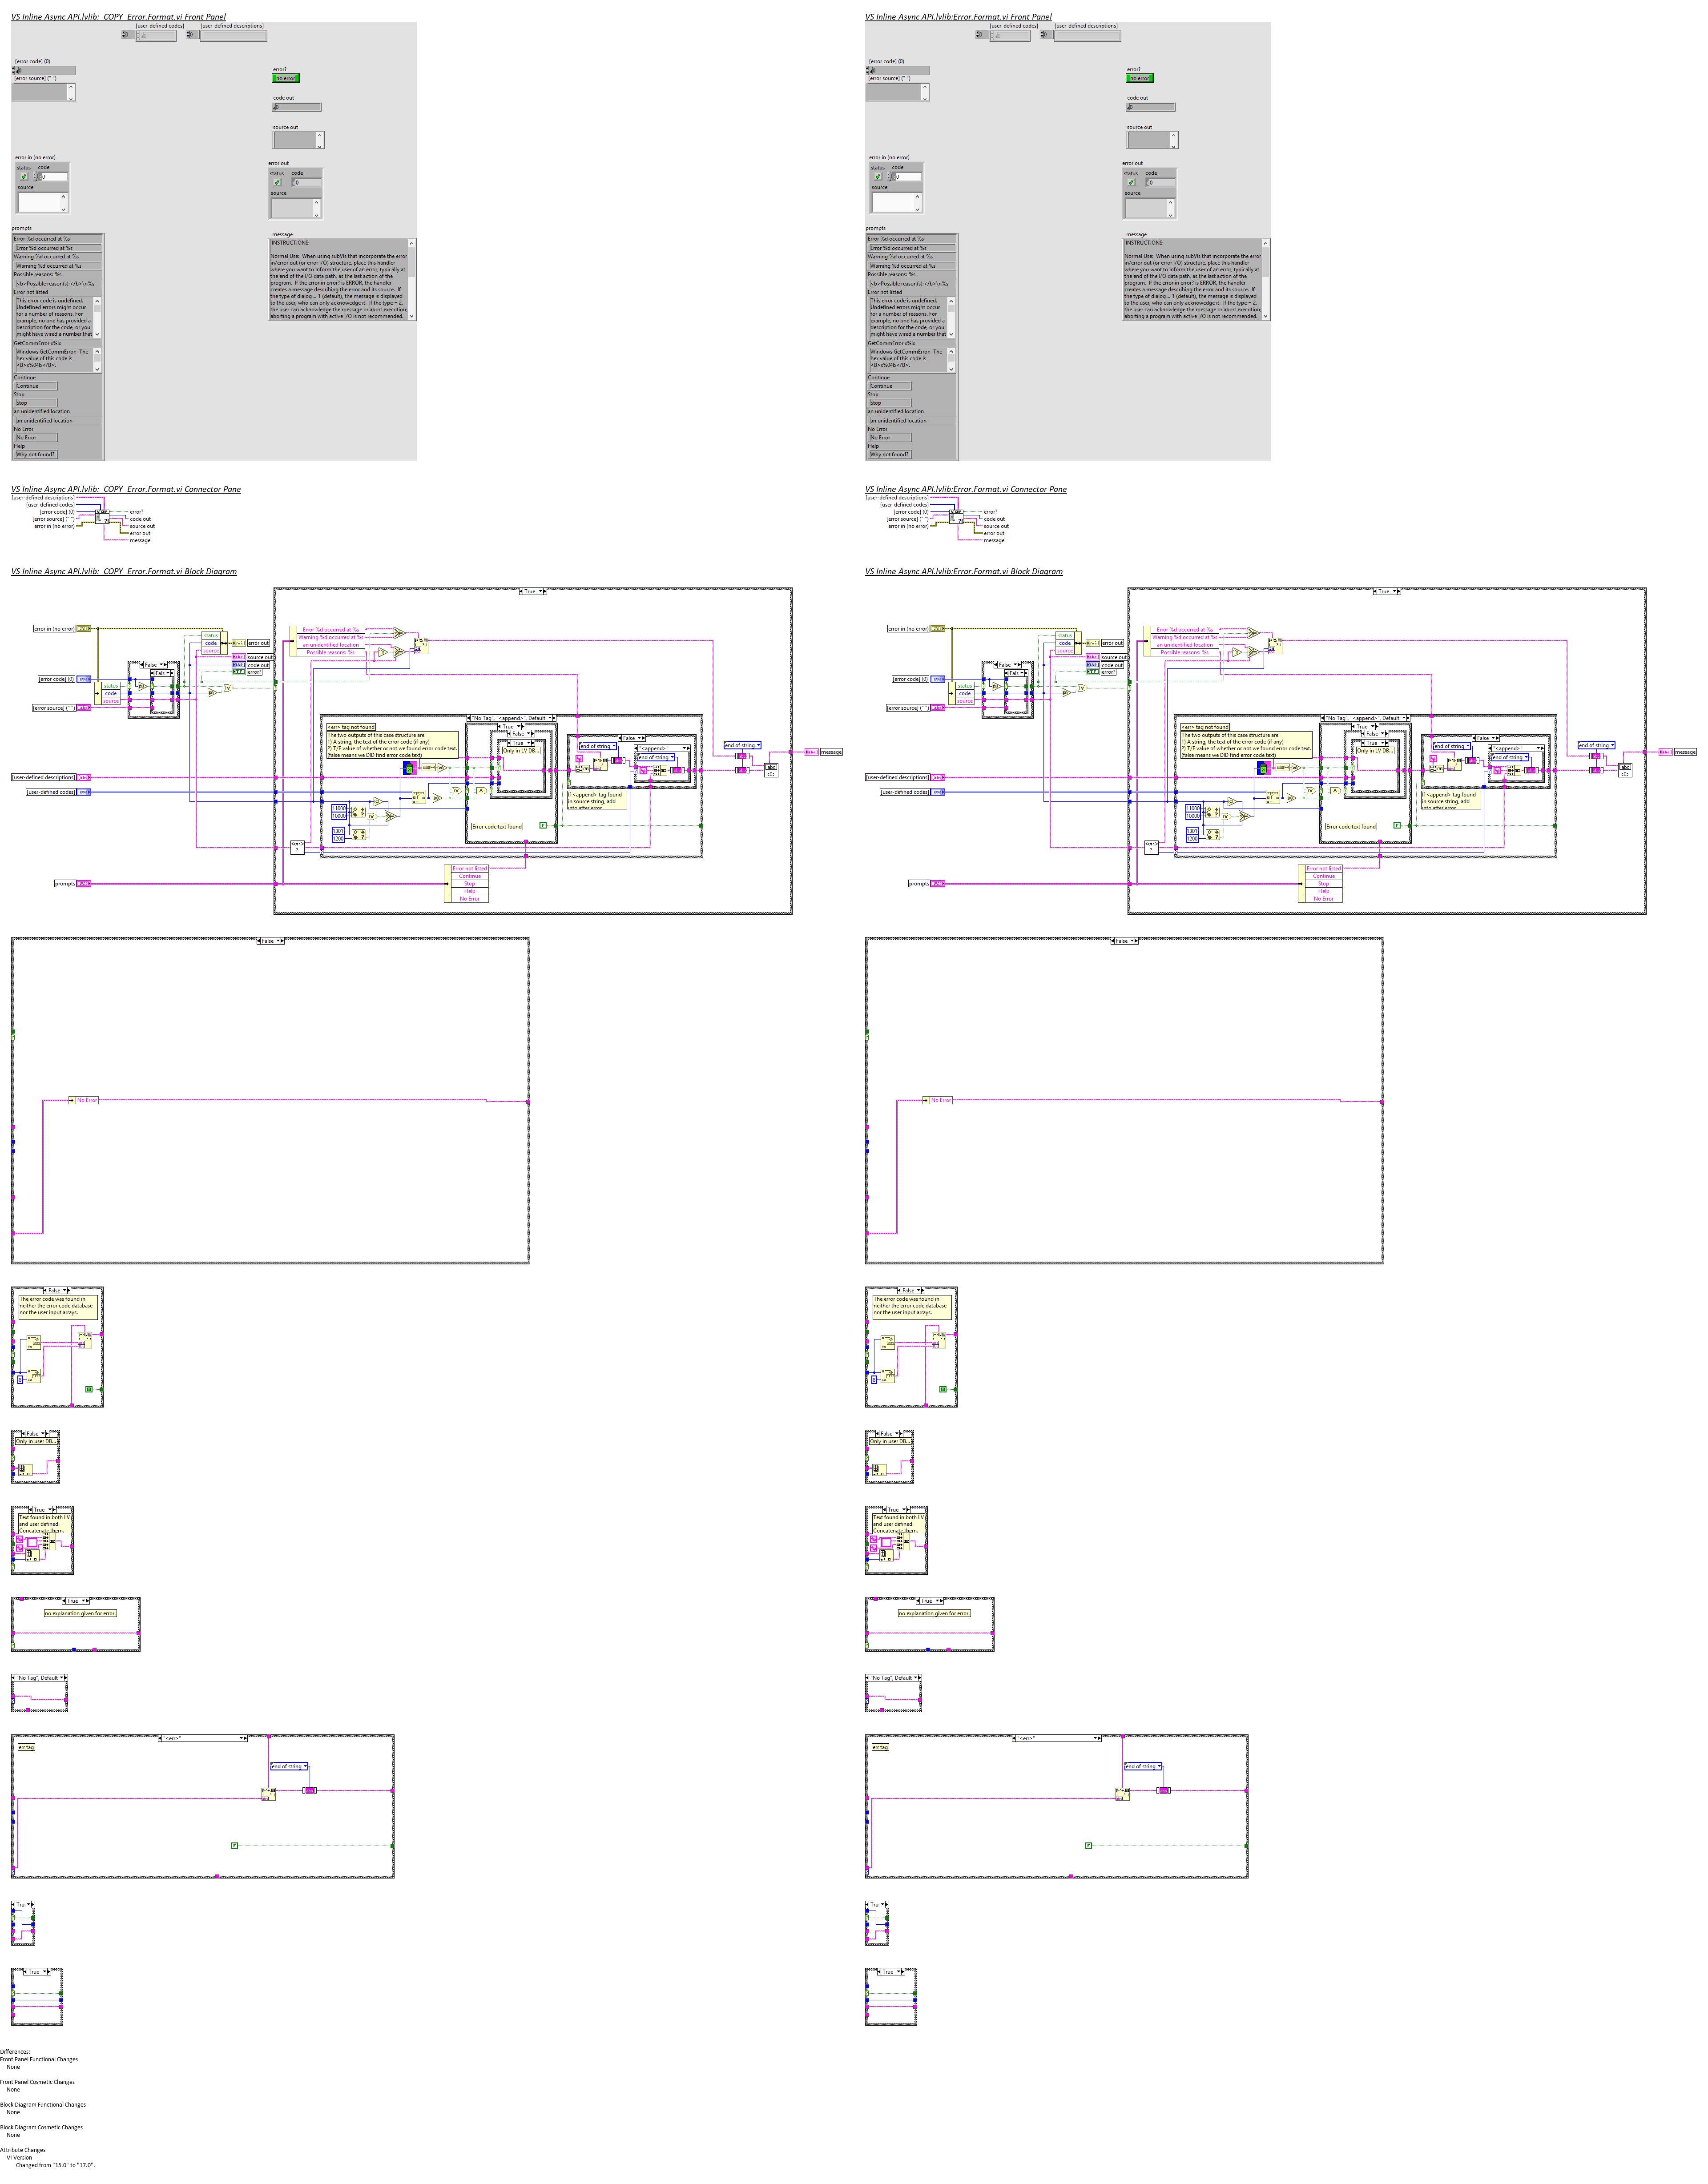 VS Inline Async API.lvlib:_COPY_Error.Format.vi Front Panel
[user-defined codes]
[user-defined descriptions]
[error code] (0)
[error source] (" ")
error?
no error
code out
source out
error in (no error)
status
code
0
source
error out
status
code
0
source
prompts
Error %d occurred at %s
Error %d occurred at %s
Warning %d occurred at %s
Warning %d occurred at %s
Possible reasons: %s
<b>Possible reason(s):</b>\n%s
Error not listed
This error code is undefined.
Undefined errors might occur
for a number of reasons. For
example, no one has provided a
description for the code, or you
might have wired a number that
GetCommError x%lx
Windows GetCommError. The
hex value of this code is
<B>x%04lx</B>.
Continue
Continue
Stop
Stop
an unidentified location
an unidentified location
No Error
No Error
Help
Why not found?
message
INSTRUCTIONS:
Normal Use: When using subVIs that incorporate the error
in/error out (or error I/O) structure, place this handler
where you want to inform the user of an error, typically at
the end of the I/O data path, as the last action of the
program. If the error in error? is ERROR, the handler
creates a message describing the error and its source. If
the type of dialog = 1 (default), the message is displayed
to the user, who can only acknowledge it. If the type = 2,
the user can acknowledge the message or abort execution;
aborting a program with active I/O is not recommended.
VS Inline Async API.lvlib:Error.Format.vi Front Panel
[user-defined codes]
[user-defined descriptions]
[error code] (0)
[error source] (" ")
error?
no error
code out
source out
error in (no error)
status
code
0
source
error out
status
code
0
source
prompts
Error %d occurred at %s
Error %d occurred at %s
Warning %d occurred at %s
Warning %d occurred at %s
Possible reasons: %s
<b>Possible reason(s):</b>\n%s
Error not listed
This error code is undefined.
Undefined errors might occur
for a number of reasons. For
example, no one has provided a
description for the code, or you
might have wired a number that
GetCommError x%lx
Windows GetCommError. The
hex value of this code is
<B>x%04lx</B>.
Continue
Continue
Stop
Stop
an unidentified location
an unidentified location
No Error
No Error
Help
Why not found?
message
INSTRUCTIONS:
Normal Use: When using subVIs that incorporate the error
in/error out (or error I/O) structure, place this handler
where you want to inform the user of an error, typically at
the end of the I/O data path, as the last action of the
program. If the error in error? is ERROR, the handler
creates a message describing the error and its source. If
the type of dialog = 1 (default), the message is displayed
to the user, who can only acknowledge it. If the type = 2,
the user can acknowledge the message or abort execution;
aborting a program with active I/O is not recommended.
VS Inline Async API.lvlib:_COPY_Error.Format.vi Connector Pane
[user-defined descriptions]
[user-defined codes]
[error code] (0)
[error source] (" ")
error in (no error)
error?
code out
source out
error out
message
VS Inline Async API.lvlib:Error.Format.vi Connector Pane
[user-defined descriptions]
[user-defined codes]
[error code] (0)
[error source] (" ")
error in (no error)
error?
code out
source out
error out
message
VS Inline Async API.lvlib:_COPY_Error.Format.vi Block Diagram
True
error in (no error)
status
code
source
error out
source out
code out
error?
False
Fals
[error code] (0)
status
code
source
[error source] (" ")
Error %d occurred at %s
Warning %d occurred at %s
an unidentified location
Possible reasons: %s
"No Tag", "<append>", Default
<err> tag not found
The two outputs of this case structure are
1) A string, the text of the error code (if any)
2) T/F value of whether or not we found error code text.
(false means we DID find error code text)
True
False
True
Only in LV DB...
False
end of string
"<append>"
end of string
end of string
message
[user-defined descriptions]
[user-defined codes]
11000
10000
1301
1200
If <append> tag found
in source string, add
info after error
Error code text found
<err>
?
prompts
Error not listed
Continue
Stop
Help
No Error
VS Inline Async API.lvlib:Error.Format.vi Block Diagram
True
error in (no error)
status
code
source
error out
source out
code out
error?
False
Fals
[error code] (0)
status
code
source
[error source] (" ")
Error %d occurred at %s
Warning %d occurred at %s
an unidentified location
Possible reasons: %s
"No Tag", "<append>", Default
<err> tag not found
The two outputs of this case structure are
1) A string, the text of the error code (if any)
2) T/F value of whether or not we found error code text.
(false means we DID find error code text)
True
False
True
Only in LV DB...
False
end of string
"<append>"
end of string
end of string
message
[user-defined descriptions]
[user-defined codes]
11000
10000
1301
1200
If <append> tag found
in source string, add
info after error
Error code text found
<err>
?
prompts
Error not listed
Continue
Stop
Help
No Error
False
No Error
False
No Error
False
The error code was found in
neither the error code database
nor the user input arrays.
False
The error code was found in
neither the error code database
nor the user input arrays.
False
Only in user DB...
False
Only in user DB...
True
Text found in both LV
and user defined.
Concatenate them.
True
Text found in both LV
and user defined.
Concatenate them.
True
no explanation given for error.
True
no explanation given for error.
"No Tag", Default
"No Tag", Default
"<err>"
err tag
end of string
F
"<err>"
err tag
end of string
F
Tru
Tru
True
True
Differences:
Front Panel Functional Changes
None
Front Panel Cosmetic Changes
None
Block Diagram Functional Changes
None
Block Diagram Cosmetic Changes
None
Attribute Changes
VI Version
Changed from "15.0" to "17.0".